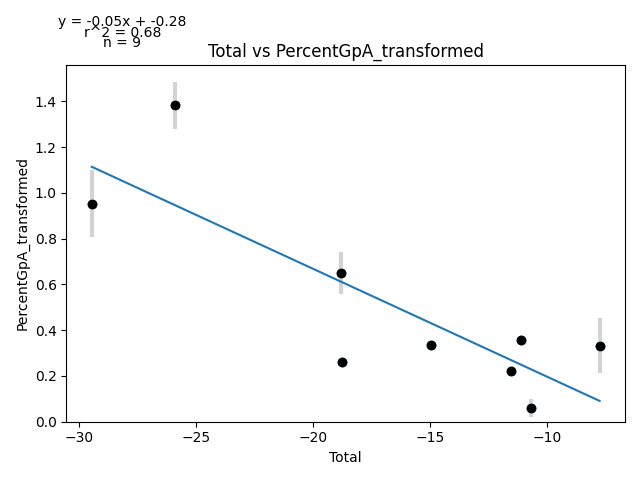 y = -0.05x + -0.28
r^2 = 0.68
n = 9
Total vs PercentGpA_transformed
PercentGpA_transformed
1.4
1.2
1.0
0.8
0.6
0.4
0.2
0.0
−30
−25
−20
−15
−10
Total